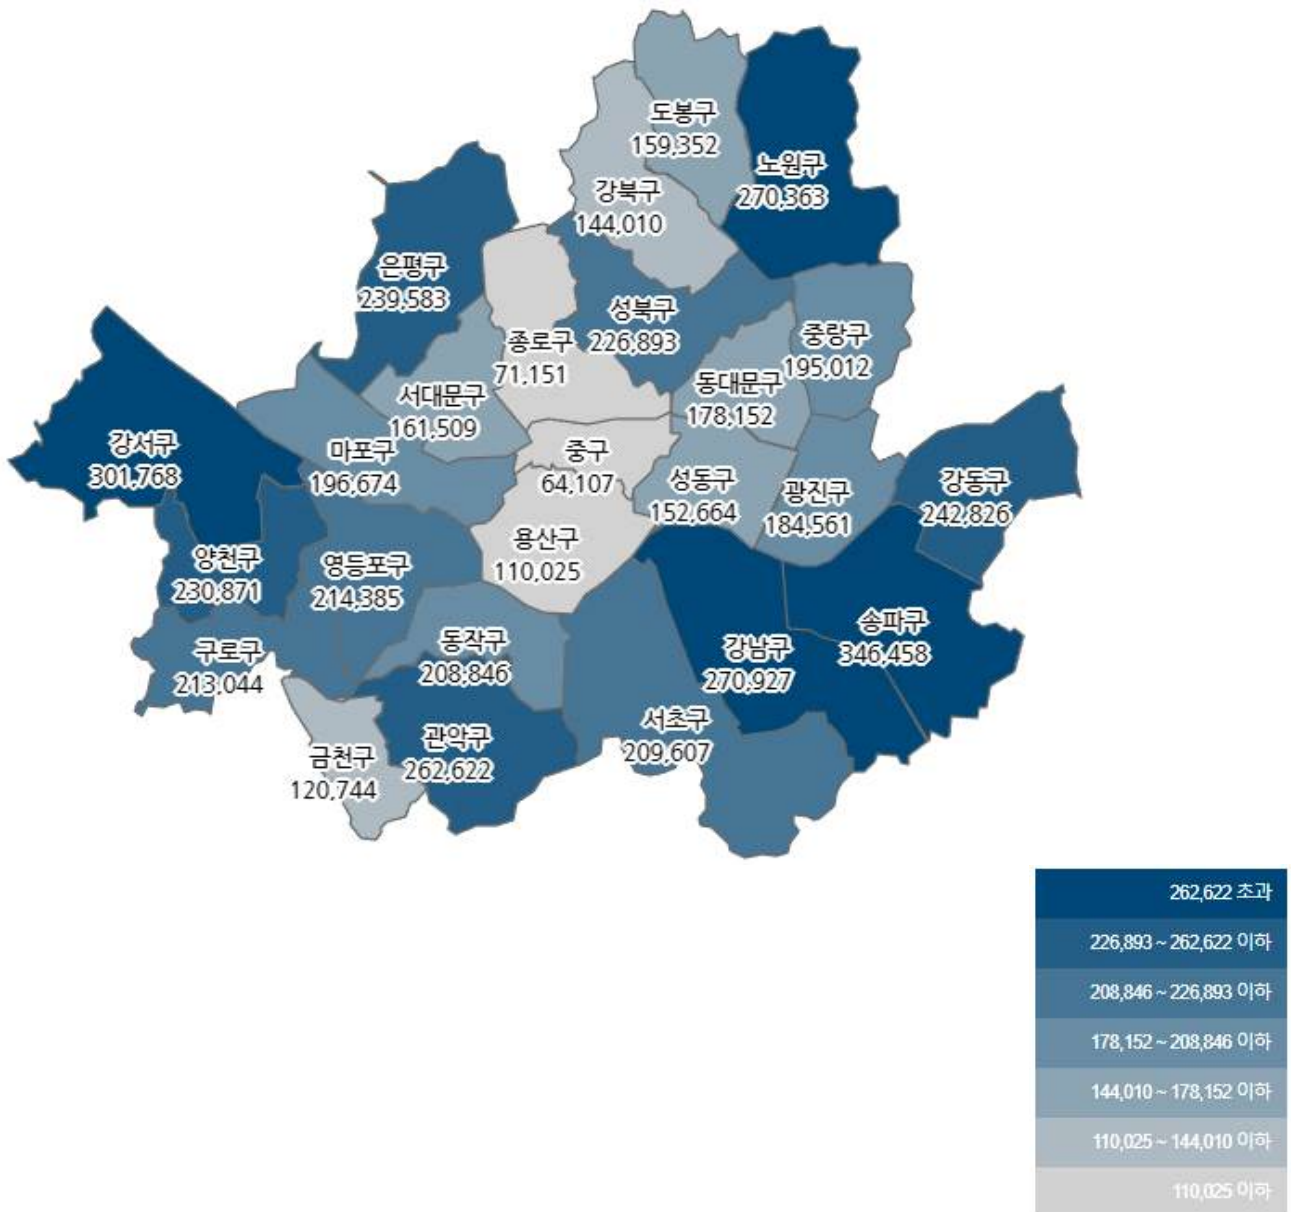 도봉구
159,352
노원구
270,363
강북구
144,010
은평구
239,583
성북구
226,893
종로구
71,151
중랑구
195,012
동대문구
178,152
서대문구
161,509
강서구
301,768
마포구
196,674
중구
64,107
성동구
152,664
광진구
184,561
강동구
242,826
양천구
230,871
영등포구
214,385
용산구
110,025
구로구
213,044
동작구
208,846
강남구
270,927
송파구
346,458
서초구
209,607
관악구
262,622
금천구
120,744
262,622 초과
226,893 ~ 262,622 이하
208,846 ~ 226,893 이하
178,152 ~ 208,846 이하
144,010 ~ 178,152 이하
110,025 ~ 144,010 이하
110,025 이하